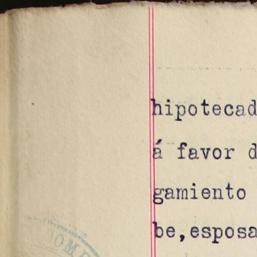 hipotecad
á favor d
gamiento
be,esposa